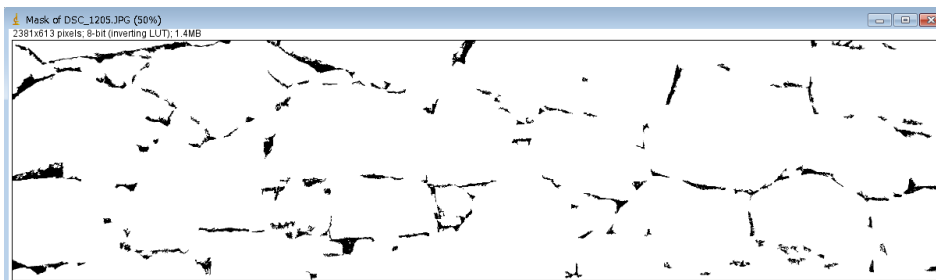 Mask of DSC_1205.JPG (50%)
2381x613 pixels; 8-bit (inverting LUT); 1.4MB